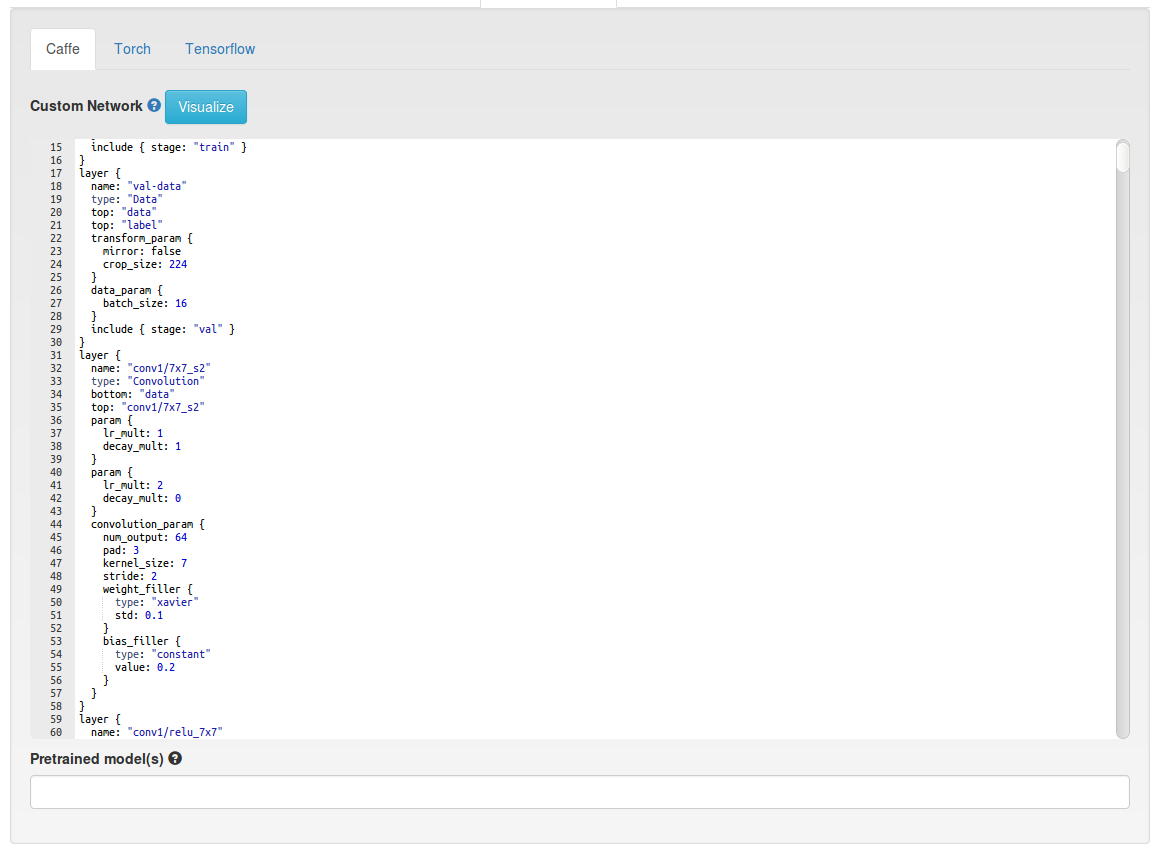 Caffe Torch Tensorflow
Custom Network ? Visualize
15 include { stage: "train" }
16 }
17 layer {
18 name: "val-data"
19 type: "Data"
20 top: "data"
21 top: "label"
22 transform_param {
23 mirror: false
24 crop_size: 224
25 }
26 data_param {
27 batch_size: 16
28 }
29 include { stage: "val" }
30 }
31 layer {
32 name: "conv1/7x7_s2"
33 type: "Convolution"
34 bottom: "data"
35 top: "conv1/7x7_s2"
36 param {
37 lr_mult: 1
38 decay_mult: 1
39 }
40 param {
41 lr_mult: 2
42 decay_mult: 0
43 }
44 convolution_param {
45 num_output: 64
46 pad: 3
47 kernel_size: 7
48 stride: 2
49 weight_filler {
50 type: "xavier"
51 std: 0.1
52 }
53 bias_filler {
54 type: "constant"
55 value: 0.2
56 }
57 }
58 }
59 layer {
60 name: "conv1/relu_7x7"
Pretrained model(s) ?